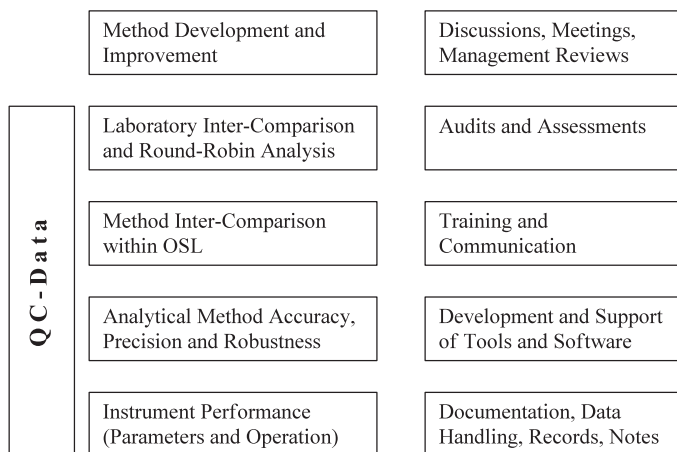 Method Development and
Improvement
Discussions, Meetings,
Management Reviews
QC-Data
Laboratory Inter-Comparison
and Round-Robin Analysis
Audits and Assessments
Method Inter-Comparison
within OSL
Training and
Communication
Analytical Method Accuracy,
Precision and Robustness
Development and Support
of Tools and Software
Instrument Performance
(Parameters and Operation)
Documentation, Data
Handling, Records, Notes